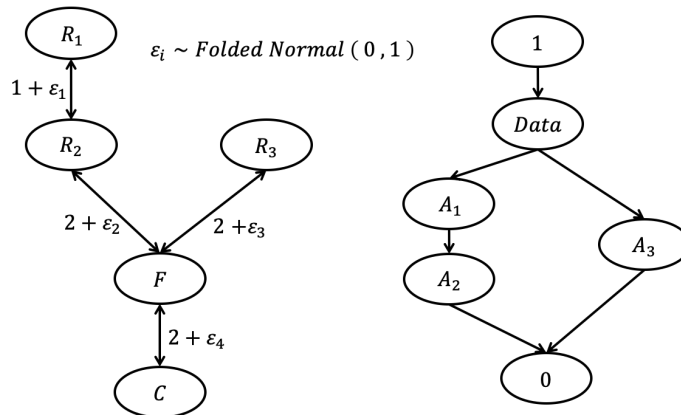 R₁
εᵢ ~ Folded Normal ( 0 , 1 )
1
1 + ε₁
Data
R₂
R₃
A₁
2 + ε₂
2 +ε₃
A₃
F
A₂
2 + ε₄
C
0